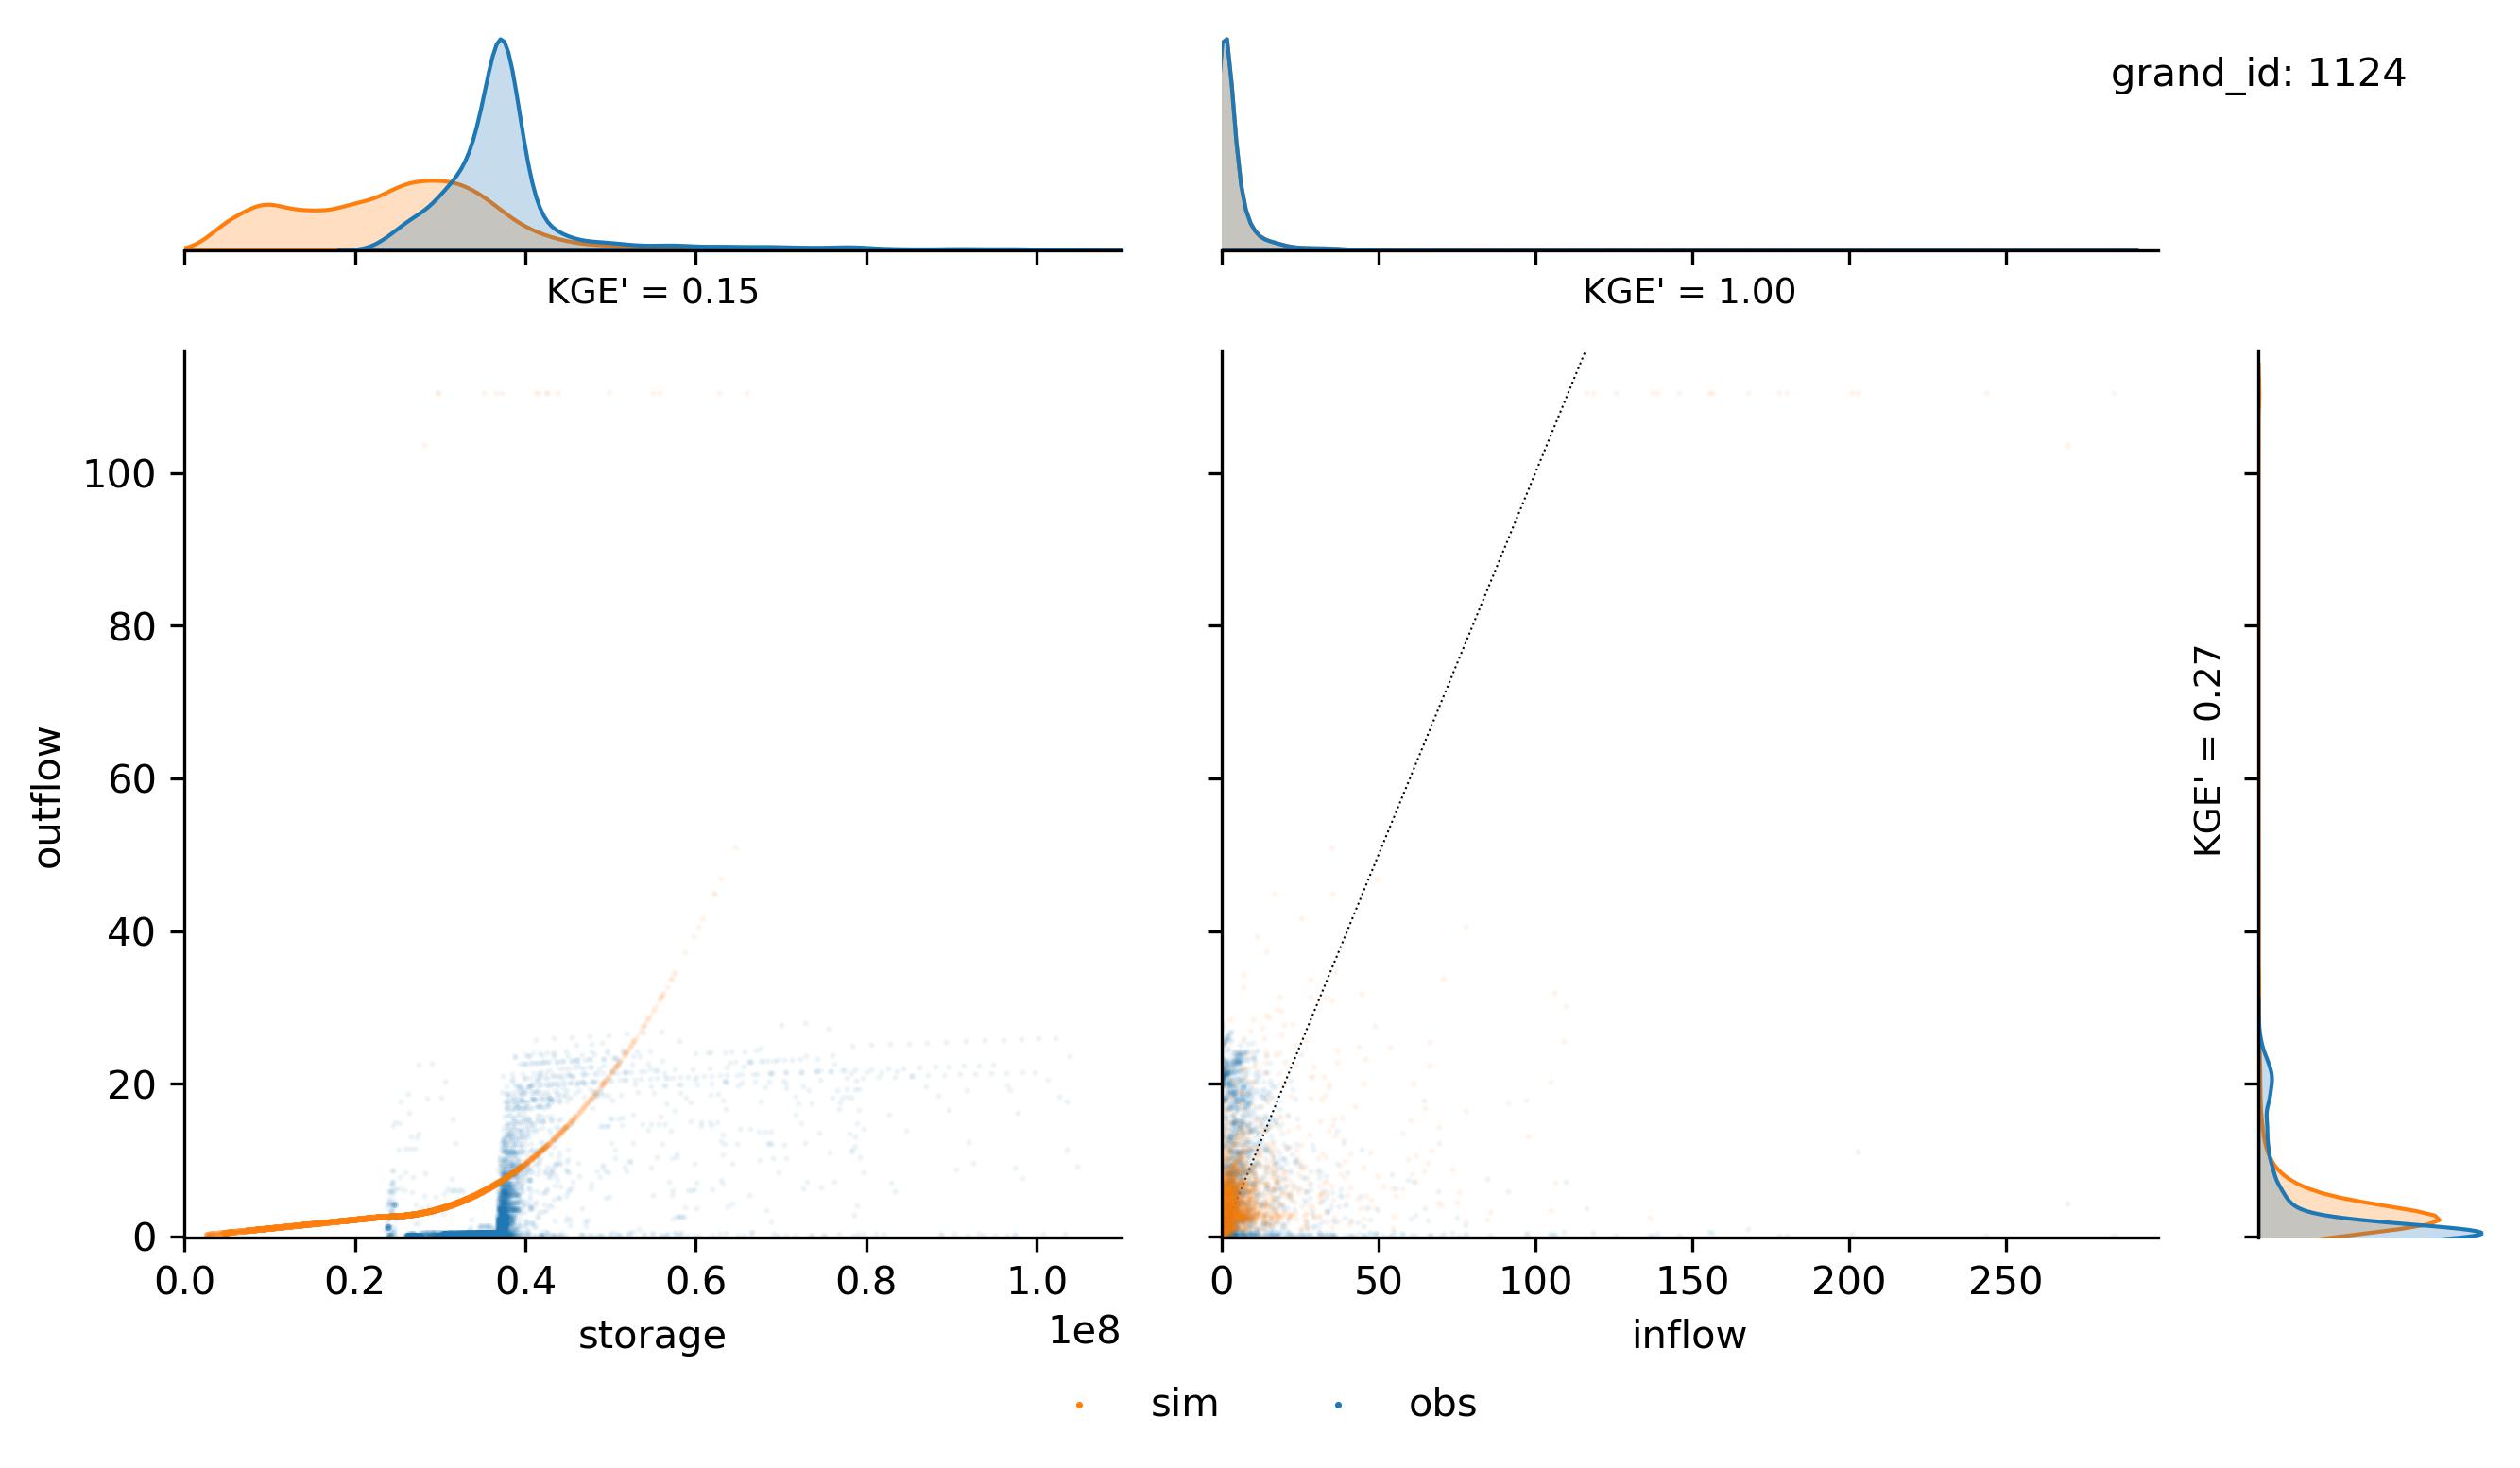 grand_id: 1124
KGE' = 0.15
KGE' = 1.00
100
80
60
40
20
0
outflow
KGE' = 0.27
0.0 0.2 0.4 0.6 0.8 1.0
0 50 100 150 200 250
1e8
storage
inflow
sim obs